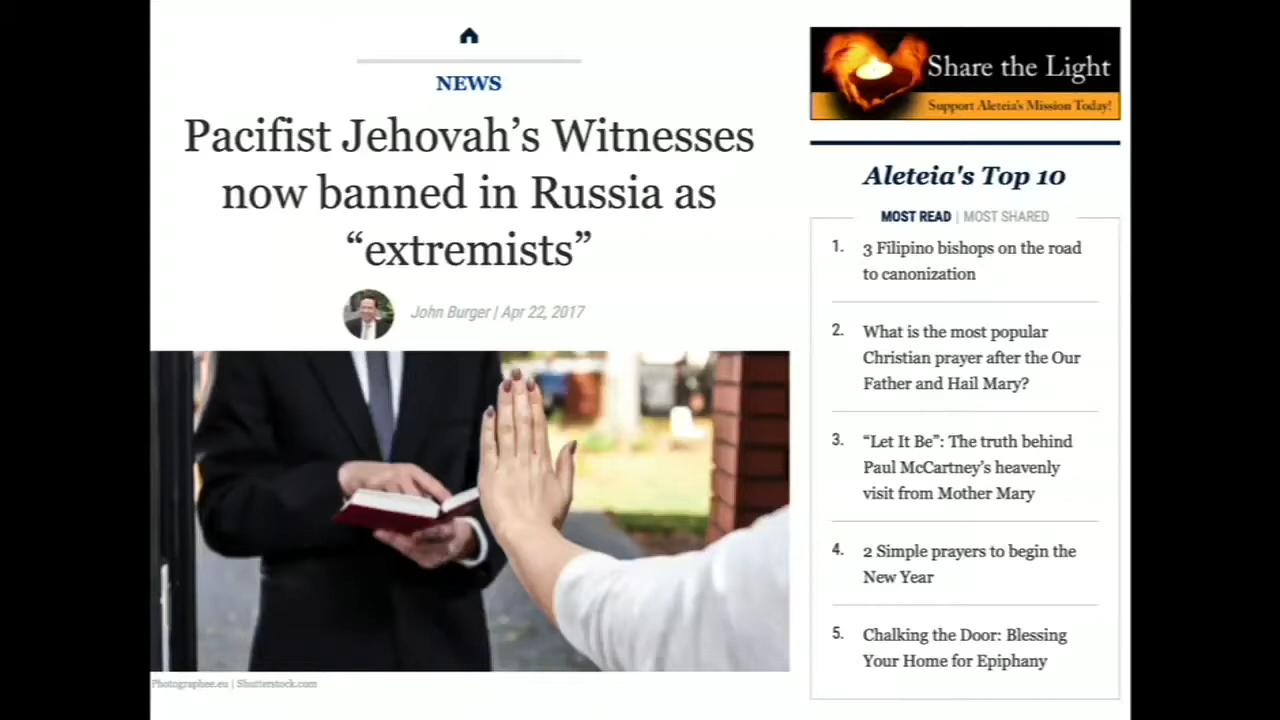 NEWS
Pacifist Jehovah’s Witnesses
now banned in Russia as
“extremists”
John Burger | Apr 22, 2017
Photographee.eu | Shutterstock.com
Share the Light
Support Aleteia's Mission Today!
Aleteia's Top 10
MOST READ | MOST SHARED
1. 3 Filipino bishops on the road
to canonization
2. What is the most popular
Christian prayer after the Our
Father and Hail Mary?
3. “Let It Be”: The truth behind
Paul McCartney’s heavenly
visit from Mother Mary
4. 2 Simple prayers to begin the
New Year
5. Chalking the Door: Blessing
Your Home for Epiphany